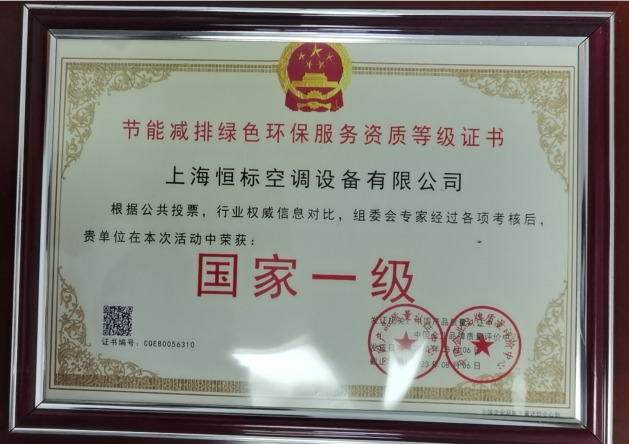 节能减排绿色环保服务资质等级证书
上海恒标空调设备有限公司
根据公共投票，行业权威信息对比，组委会专家经过各项考核后，
贵单位在本次活动中荣获：
国家一级
证书编号：CQEB0056310